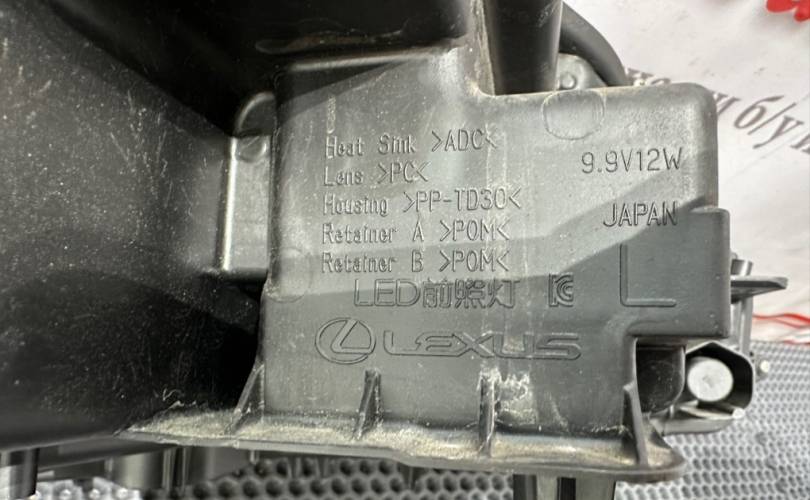 Heat Sink >ADC<
Lens >PC<
Housing >PP-TD30<
Retainer A >POM<
Retainer B >POM<
9.9V12W
JAPAN
LED前照灯
L
LEXUS
б/у